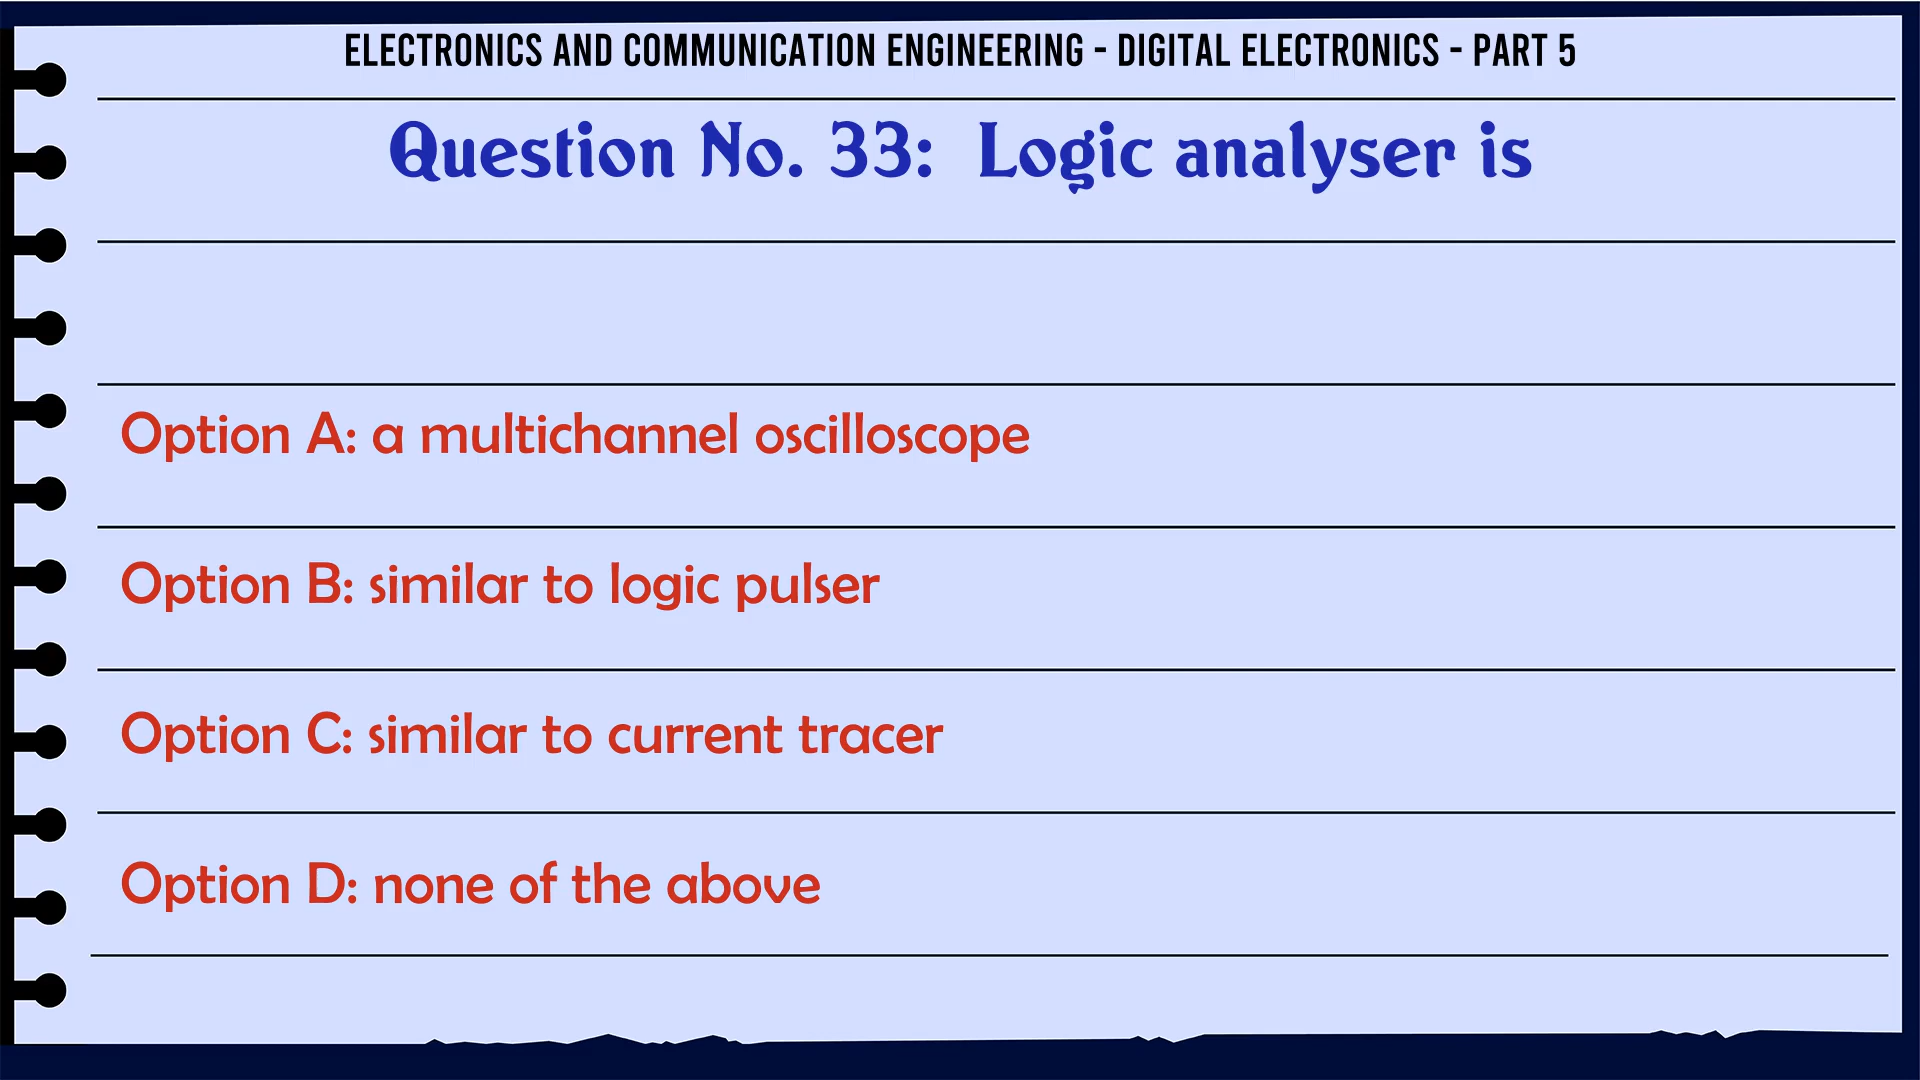 ELECTRONICS AND COMMUNICATION ENGINEERING - DIGITAL ELECTRONICS - PART 5
Question No. 33: Logic analyser is
Option A: a multichannel oscilloscope
Option B: similar to logic pulser
Option C: similar to current tracer
Option D: none of the above